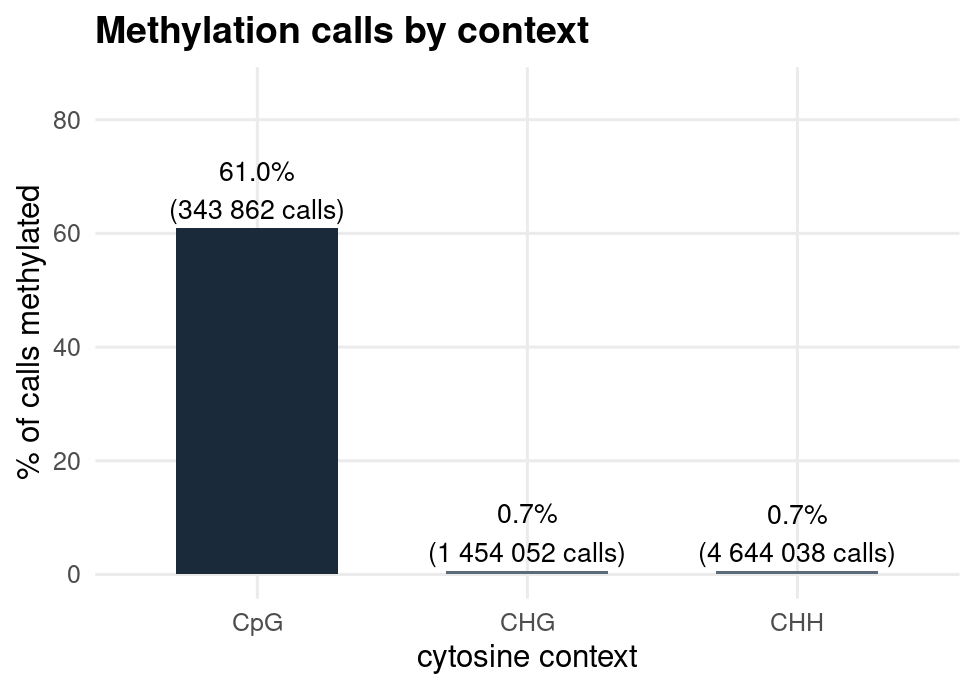 Methylation calls by context
% of calls methylated
80
60
40
20
0
61.0%
(343 862 calls)
0.7%
(1 454 052 calls)
0.7%
(4 644 038 calls)
CpG
CHG
CHH
cytosine context